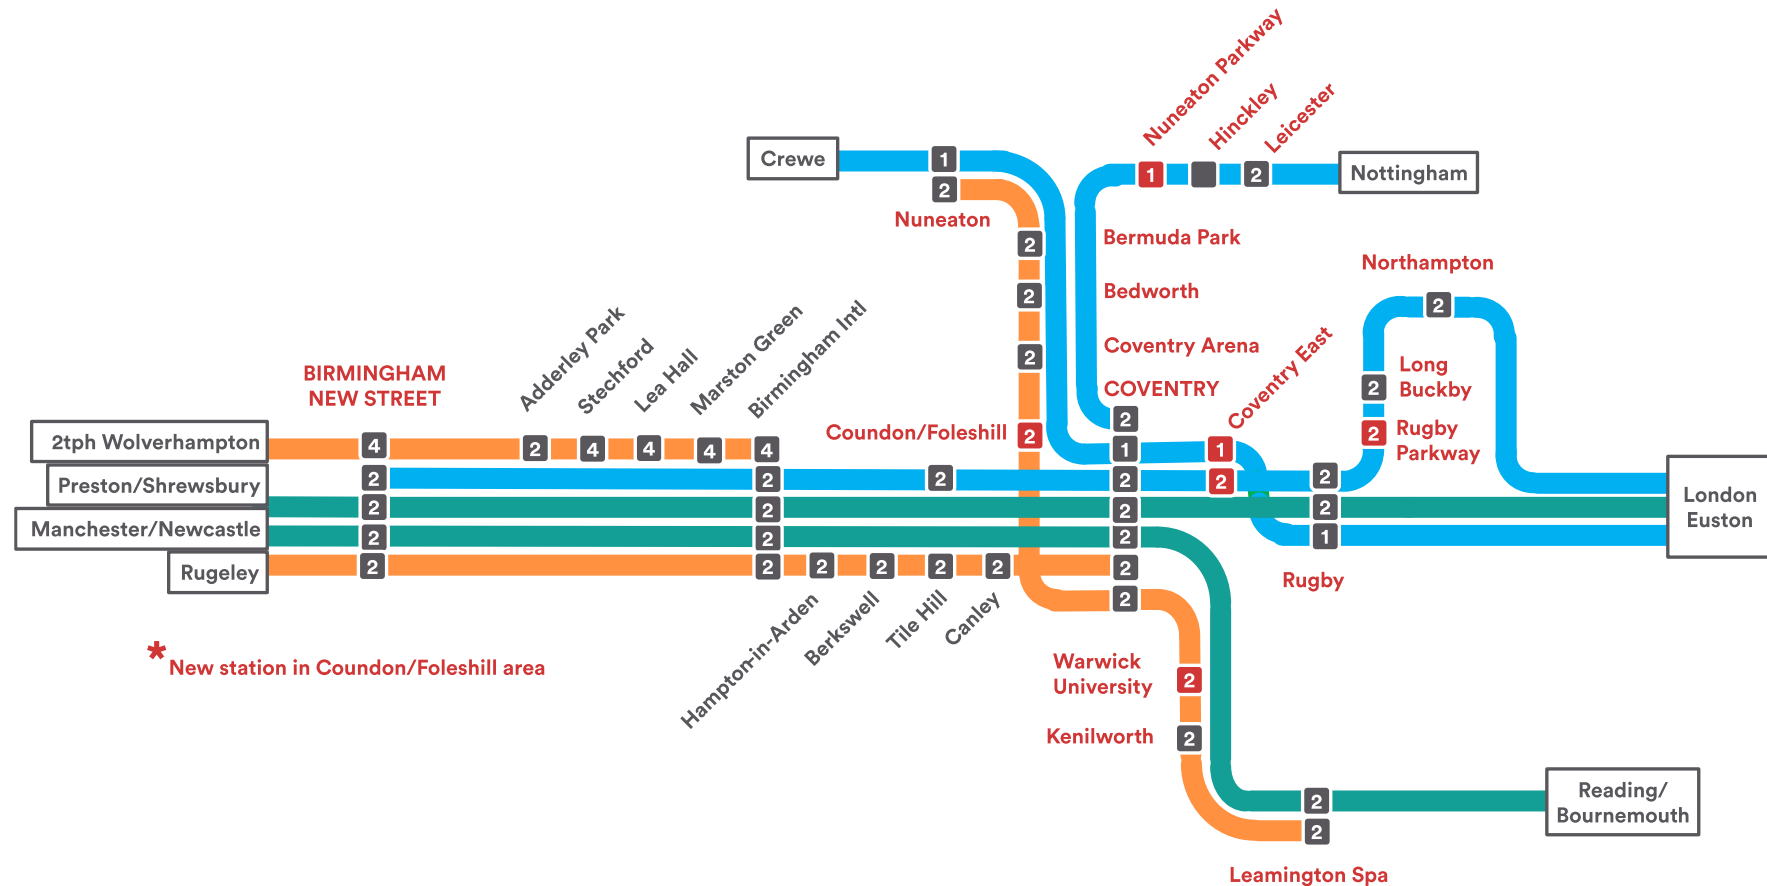 Nuneaton Parkway
Hinckley
Leicester
Crewe
1
2
Nuneaton
1
2
Nottingham
2
Bermuda Park
2
Bedworth
2
Coventry Arena
Northampton
2
Long
Buckby
2
Rugby
Parkway
2
Adderley Park
Stechford
Lea Hall
Marston Green
Birmingham Intl
BIRMINGHAM
NEW STREET
COVENTRY
Coventry East
Coundon/Foleshill
2
2
2tph Wolverhampton
4
2
4
4
4
4
1
1
Preston/Shrewsbury
2
2
2
2
2
2
2
2
2
2
Manchester/Newcastle
2
2
2
1
Rugeley
2
2
2
2
2
2
2
2
London
Euston
Rugby
Hampton-in-Arden
Berkswell
Tile Hill
Canley
*
New station in Coundon/Foleshill area
Warwick
University
2
Kenilworth
2
2
2
Reading/
Bournemouth
Leamington Spa